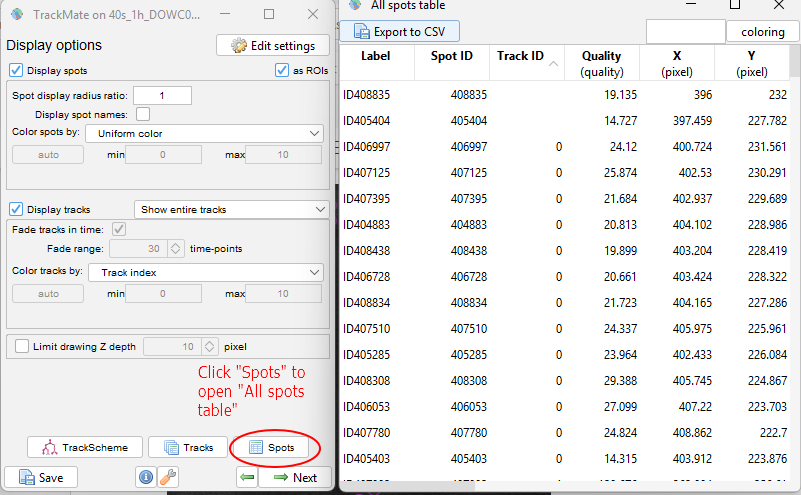 TrackMate on 40s_1h_DOWC0...
Display options
Edit settings
Display spots
as ROIs
Spot display radius ratio:
1
Display spot names:
Color spots by:
Uniform color
auto
min
0
max
10
Display tracks
Show entire tracks
Fade tracks in time:
Fade range:
30
time-points
Color tracks by:
Track index
auto
min
0
max
10
Limit drawing Z depth
10
pixel
Click "Spots" to
open "All spots
table"
TrackScheme
Tracks
Spots
Save
Next
All spots table
Export to CSV
coloring
Label Spot ID Track ID Quality X Y
(quality) (pixel) (pixel)
ID408835 408835 19.135 396 232
ID405404 405404 14.727 397.459 227.782
ID406997 406997 0 24.12 400.724 231.561
ID407125 407125 0 25.874 402.53 230.291
ID407395 407395 0 21.684 402.937 229.689
ID404883 404883 0 20.813 404.102 228.986
ID408438 408438 0 19.899 403.204 228.419
ID406728 406728 0 20.661 403.424 228.322
ID408834 408834 0 21.723 404.165 227.286
ID407510 407510 0 24.337 405.975 225.961
ID405285 405285 0 23.964 402.433 226.084
ID408308 408308 0 29.388 405.745 224.867
ID406053 406053 0 27.099 407.22 223.703
ID407780 407780 0 24.824 408.862 222.7
ID405403 405403 0 14.315 403.912 223.876